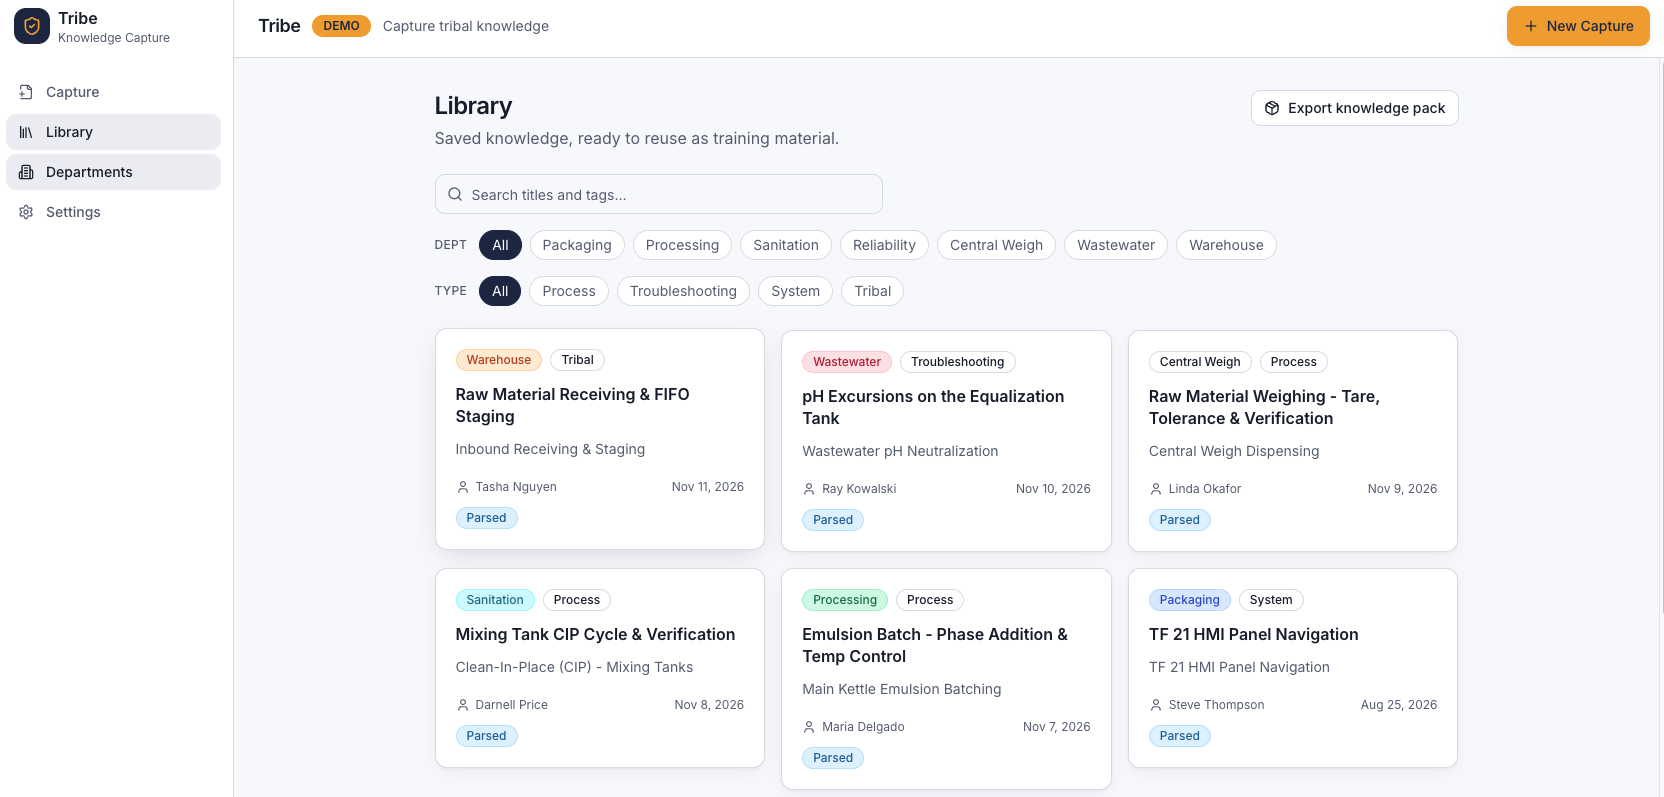 Tribe
Knowledge Capture
Capture
Library
Departments
Settings
Tribe DEMO Capture tribal knowledge
New Capture
Library
Saved knowledge, ready to reuse as training material.
Export knowledge pack
Search titles and tags...
DEPT All Packaging Processing Sanitation Reliability Central Weigh Wastewater Warehouse
TYPE All Process Troubleshooting System Tribal
Warehouse Tribal
Raw Material Receiving & FIFO
Staging
Inbound Receiving & Staging
Tasha Nguyen Nov 11, 2026
Parsed
Wastewater Troubleshooting
pH Excursions on the Equalization
Tank
Wastewater pH Neutralization
Ray Kowalski Nov 10, 2026
Parsed
Central Weigh Process
Raw Material Weighing - Tare,
Tolerance & Verification
Central Weigh Dispensing
Linda Okafor Nov 9, 2026
Parsed
Sanitation Process
Mixing Tank CIP Cycle & Verification
Clean-In-Place (CIP) - Mixing Tanks
Darnell Price Nov 8, 2026
Parsed
Processing Process
Emulsion Batch - Phase Addition &
Temp Control
Main Kettle Emulsion Batching
Maria Delgado Nov 7, 2026
Parsed
Packaging System
TF 21 HMI Panel Navigation
TF 21 HMI Panel Navigation
Steve Thompson Aug 25, 2026
Parsed